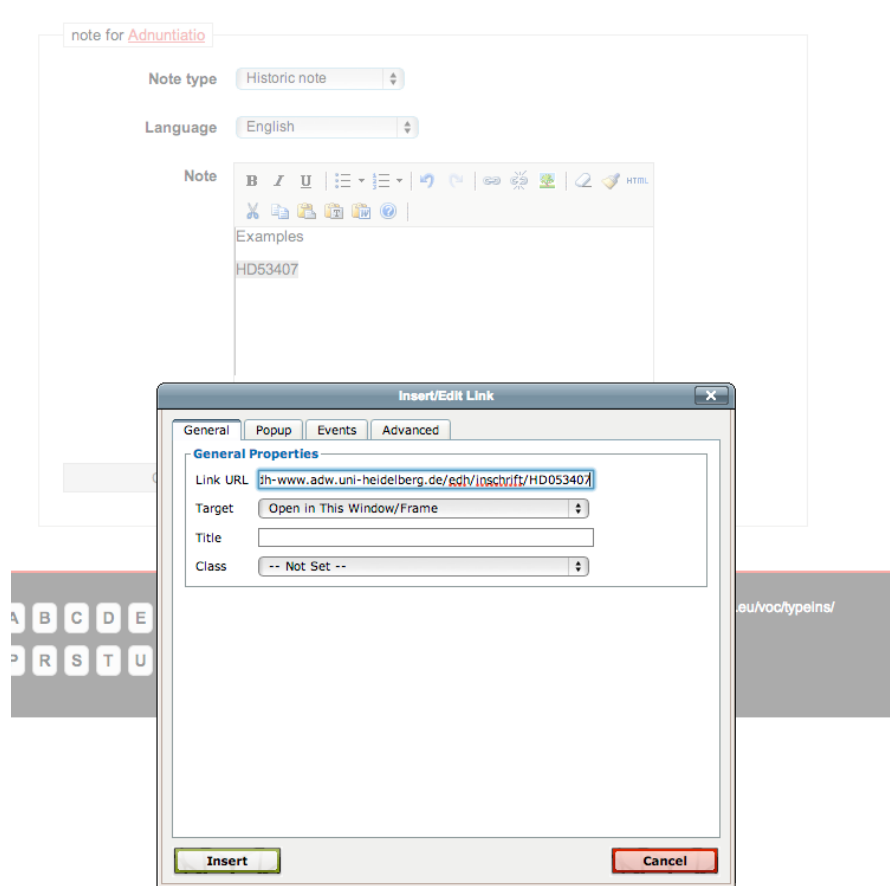 note for Adnuntiatio
Note type Historic note
Language English
Note
B I U HTML
T W ?
Examples
HD53407
Insert/Edit Link X
General Popup Events Advanced
General Properties
Link URL dh-www.adw.uni-heidelberg.de/edh/inschrift/HD053407
Target Open in This Window/Frame
Title
Class -- Not Set --
A B C D E
.eu/voc/typeins/
P R S T U
Insert Cancel